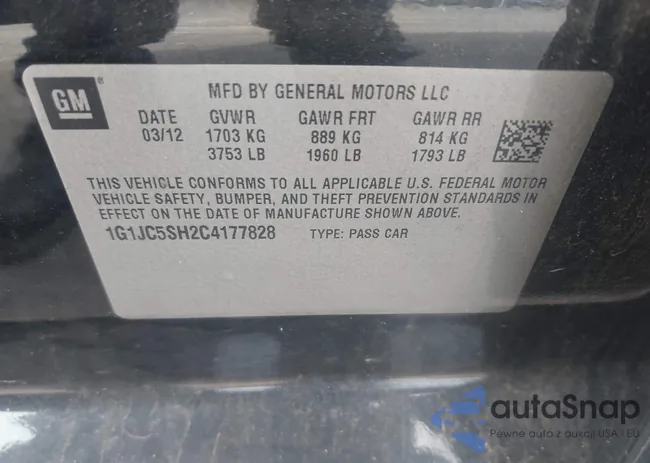 GM
MFD BY GENERAL MOTORS LLC
DATE GVWR GAWR FRT GAWR RR
03/12 1703 KG 889 KG 814 KG
3753 LB 1960 LB 1793 LB
THIS VEHICLE CONFORMS TO ALL APPLICABLE U.S. FEDERAL MOTOR
VEHICLE SAFETY, BUMPER, AND THEFT PREVENTION STANDARDS IN
EFFECT ON THE DATE OF MANUFACTURE SHOWN ABOVE.
1G1JC5SH2C4177828 TYPE: PASS CAR
autaSnap
Pewne auto z aukcji USA i EU